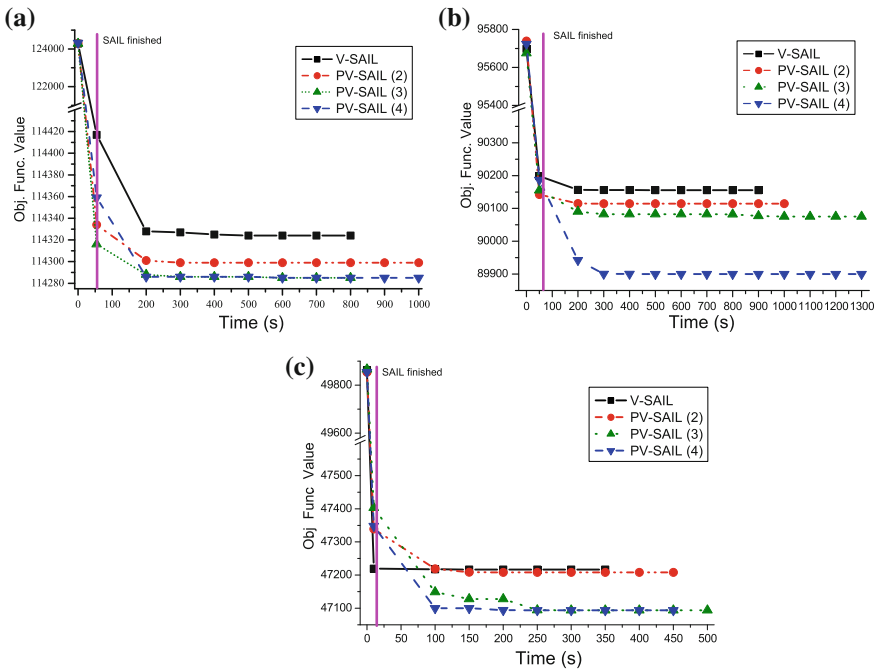 (a)
SAIL finished
V-SAIL
PV-SAIL (2)
PV-SAIL (3)
PV-SAIL (4)
Obj. Func. Value
124000
122000
114420
114400
114380
114360
114340
114320
114300
114280
0 100 200 300 400 500 600 700 800 900 1000
Time (s)
(b)
SAIL finished
V-SAIL
PV-SAIL (2)
PV-SAIL (3)
PV-SAIL (4)
Obj. Func. Value
95800
95600
95400
90200
90100
90000
89900
0 100 200 300 400 500 600 700 800 900 1000 1100 1200 1300
Time (s)
(c)
SAIL finished
V-SAIL
PV-SAIL (2)
PV-SAIL (3)
PV-SAIL (4)
Obj Func Value
49800
49600
47500
47400
47300
47200
47100
0 50 100 150 200 250 300 350 400 450 500
Time (s)